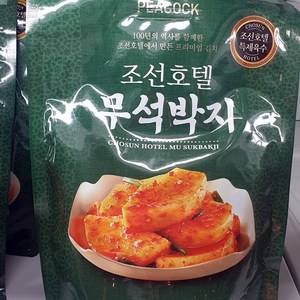 PEACOCK
100년의 역사를 함께한
조선호텔에서 만든 프리미엄 김치
CHOSUN
조선호텔
특제육수
HOTEL
조선호텔
무석박지
CHOSUN HOTEL MU SUKBAKJI